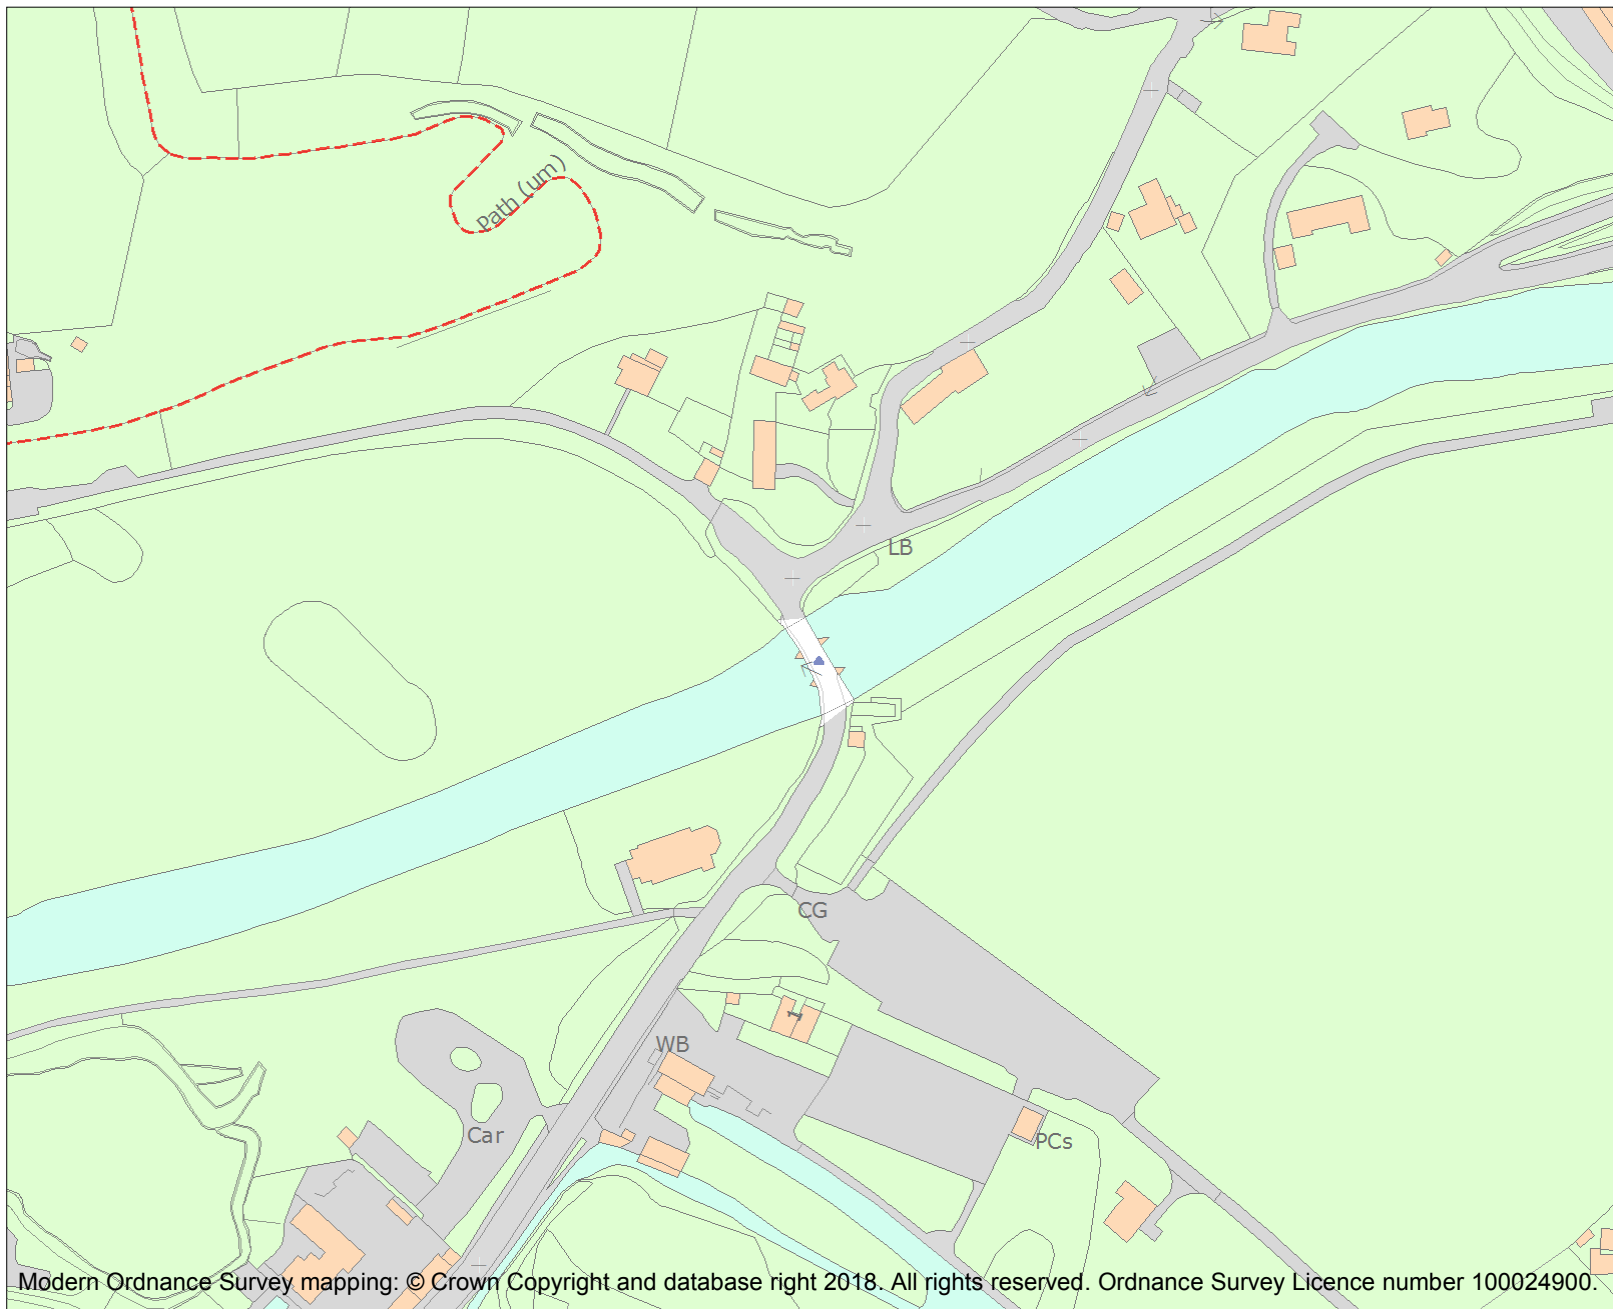 Path (um)
LB
CG
WB
Car
PCs
Modern Ordnance Survey mapping: © Crown Copyright and database right 2018. All rights reserved. Ordnance Survey Licence number 100024900.